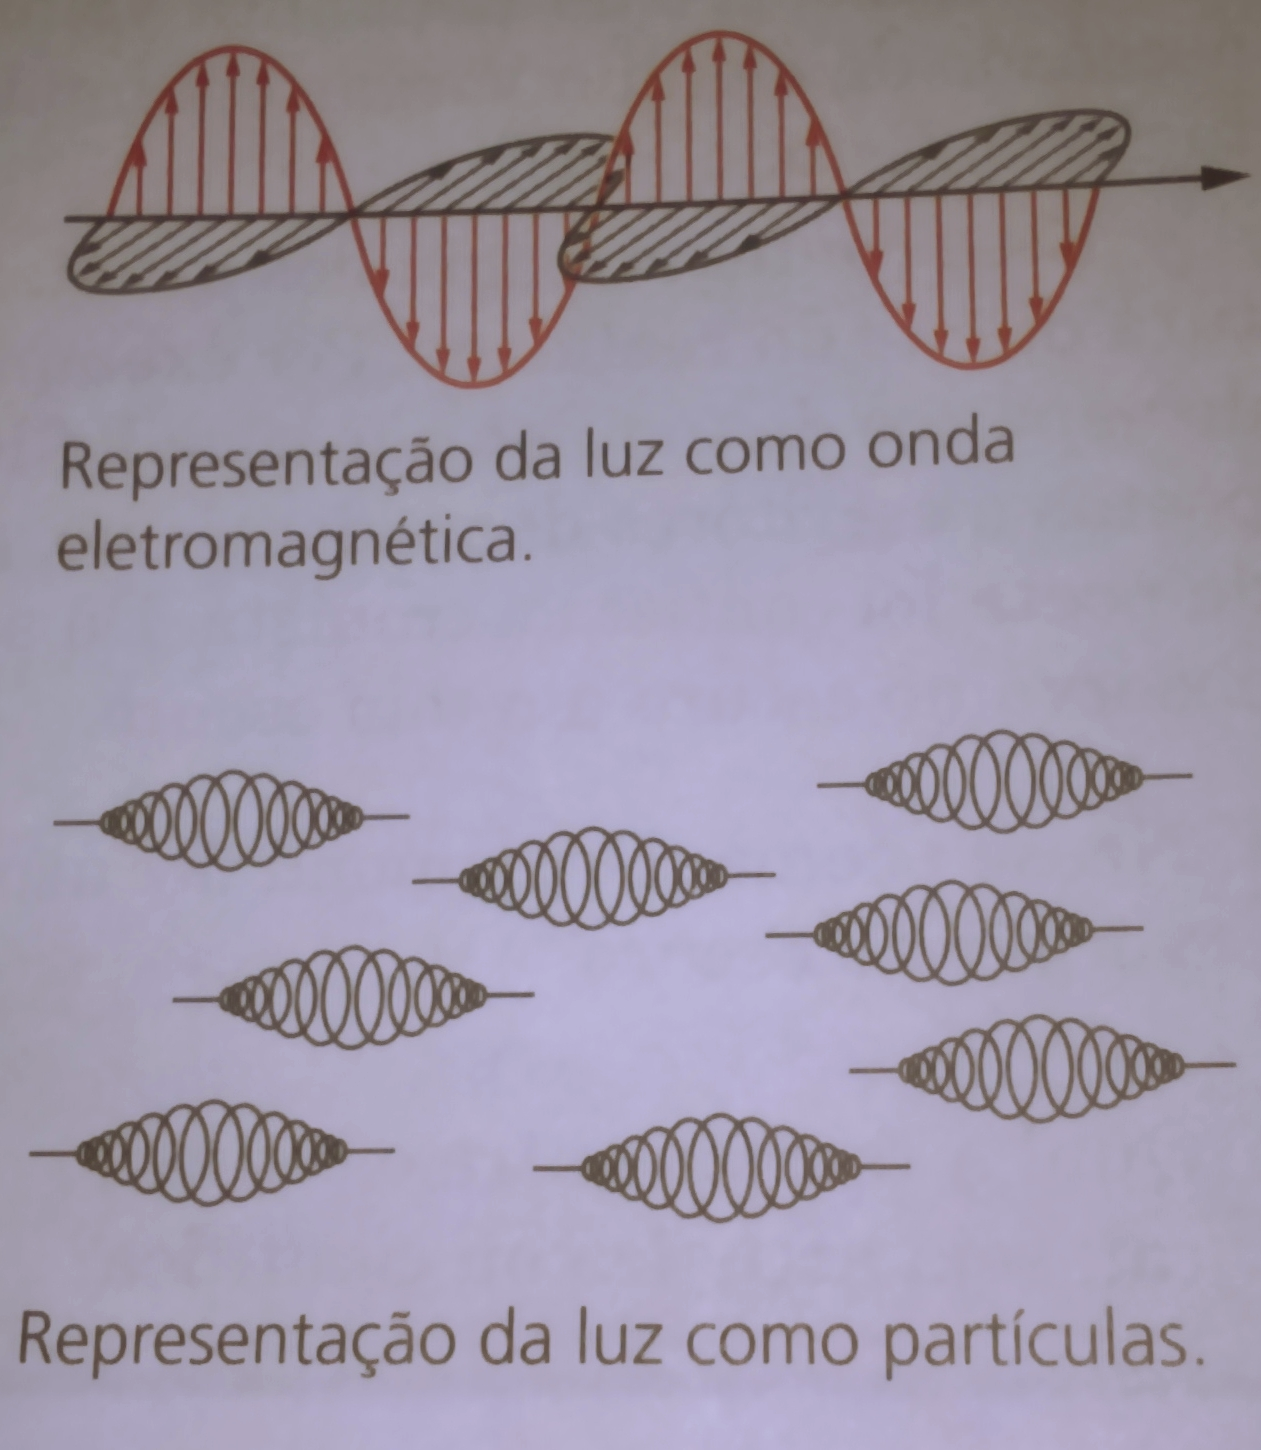 Representação da luz como onda
eletromagnética.
Representação da luz como partículas.